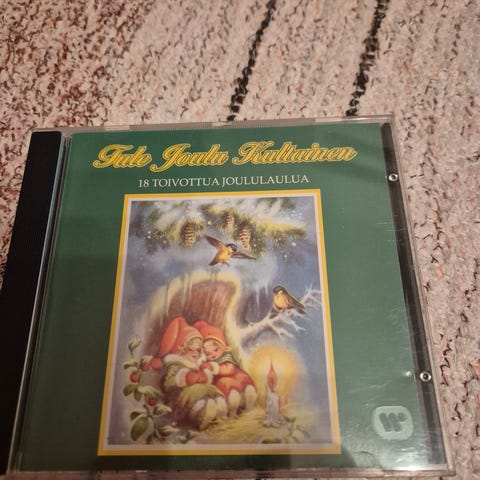 Tule Joulu Kultainen
18 TOIVOTTUA JOULULAULUA